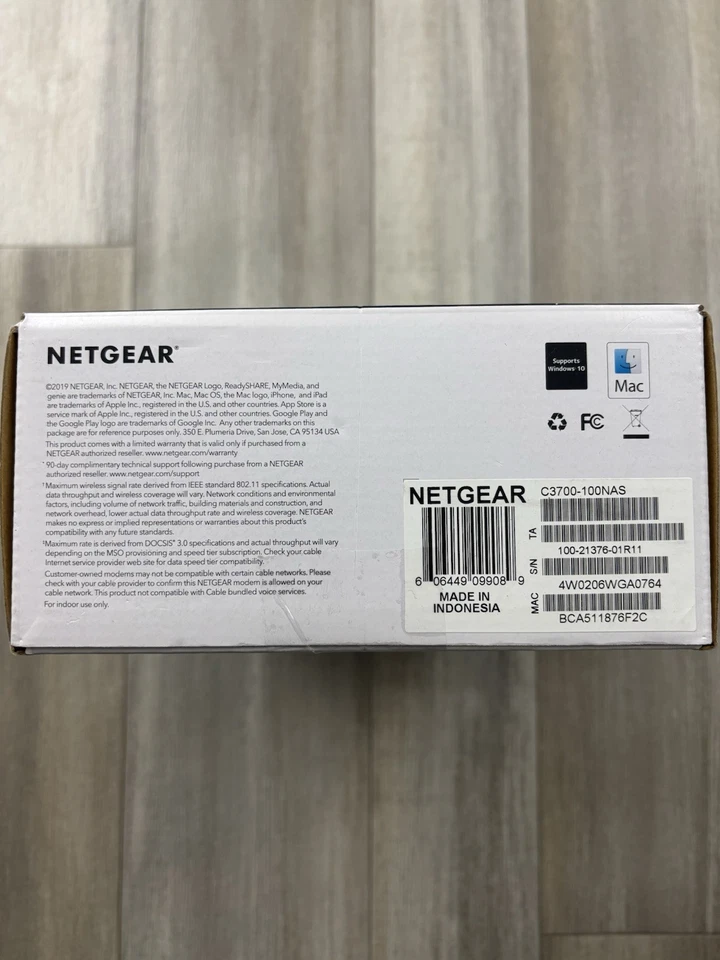 NETGEAR®
©2019 NETGEAR, Inc. NETGEAR, the NETGEAR Logo, ReadySHARE, MyMedia, and
genie are trademarks of NETGEAR, Inc. Mac, Mac OS, the Mac logo, iPhone, and iPad
are trademarks of Apple Inc., registered in the U.S. and other countries. App Store is a
service mark of Apple Inc., registered in the U.S. and other countries. Google Play and
the Google Play logo are trademarks of Google Inc. Any other trademarks on this
package are for reference purposes only. 350 E. Plumeria Drive, San Jose, CA 95134 USA
This product comes with a limited warranty that is valid only if purchased from a
NETGEAR authorized reseller. www.netgear.com/warranty
*90-day complimentary technical support following purchase from a NETGEAR
authorized reseller. www.netgear.com/support
†Maximum wireless signal rate derived from IEEE standard 802.11 specifications. Actual
data throughput and wireless coverage will vary. Network conditions and environmental
factors, including volume of network traffic, building materials and construction, and
network overhead, lower actual data throughput rate and wireless coverage. NETGEAR
makes no express or implied representations or warranties about this product's
compatibility with any future standards.
‡Maximum rate is derived from DOCSIS® 3.0 specifications and actual throughput will vary
depending on the MSO provisioning and speed tier subscription. Check your cable
Internet service provider web site for data speed tier compatibility.
Customer-owned modems may not be compatible with certain cable networks. Please
check with your cable provider to confirm this NETGEAR modem is allowed on your
cable network. This product not compatible with Cable bundled voice services.
For indoor use only.
Supports
Windows 10
Mac
FC
NETGEAR
6 06449 09908 9
MADE IN
INDONESIA
C3700-100NAS
TA
100-21376-01R11
S/N
4W0206WGA0764
MAC
BCA511876F2C